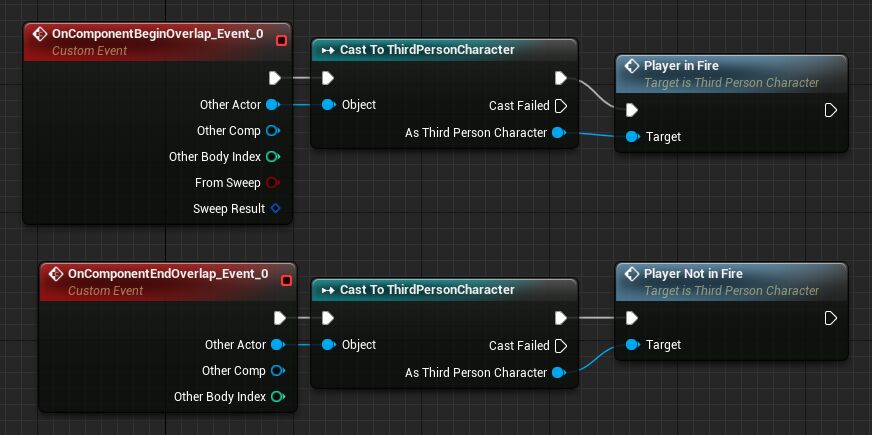 OnComponentBeginOverlap_Event_0
Custom Event
Other Actor
Other Comp
Other Body Index
From Sweep
Sweep Result
Cast To ThirdPersonCharacter
Object
Cast Failed
As Third Person Character
Player in Fire
Target is Third Person Character
Target
OnComponentEndOverlap_Event_0
Custom Event
Other Actor
Other Comp
Other Body Index
Cast To ThirdPersonCharacter
Object
Cast Failed
As Third Person Character
Player Not in Fire
Target is Third Person Character
Target